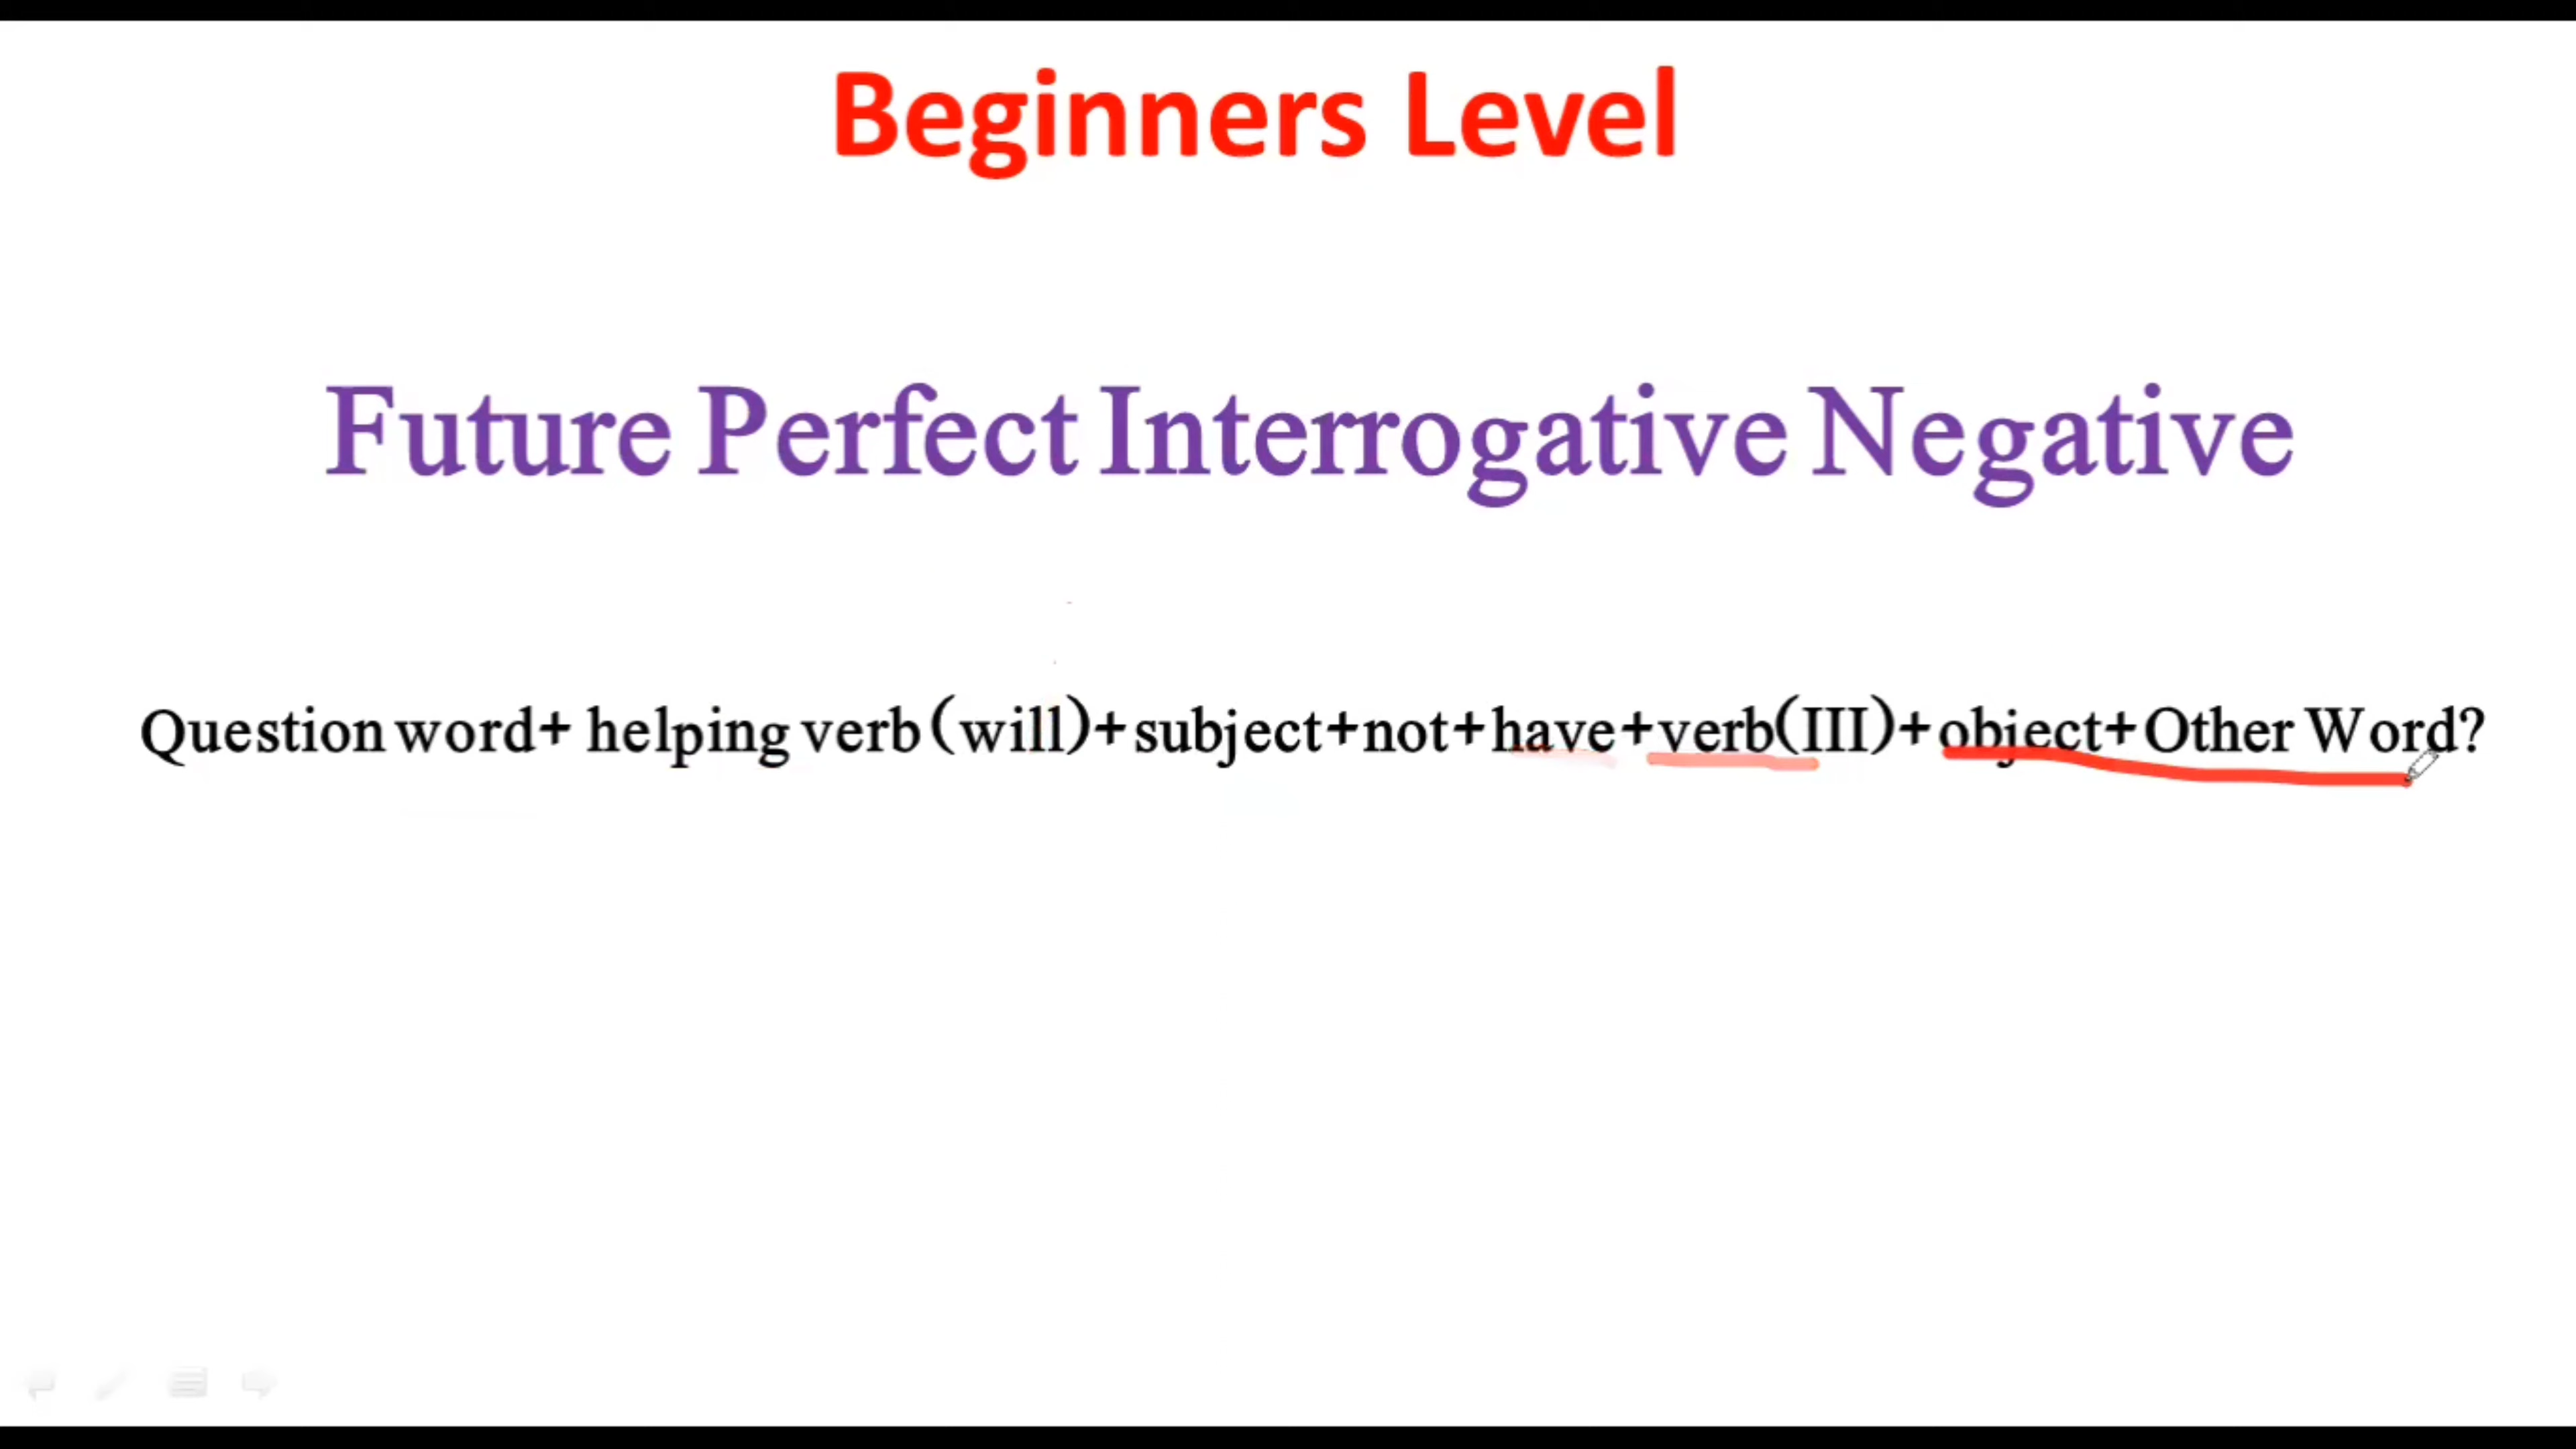 Beginners Level
Future Perfect Interrogative Negative
Question word+ helping verb (will)+subject+not+have+verb(III)+object+Other Word?